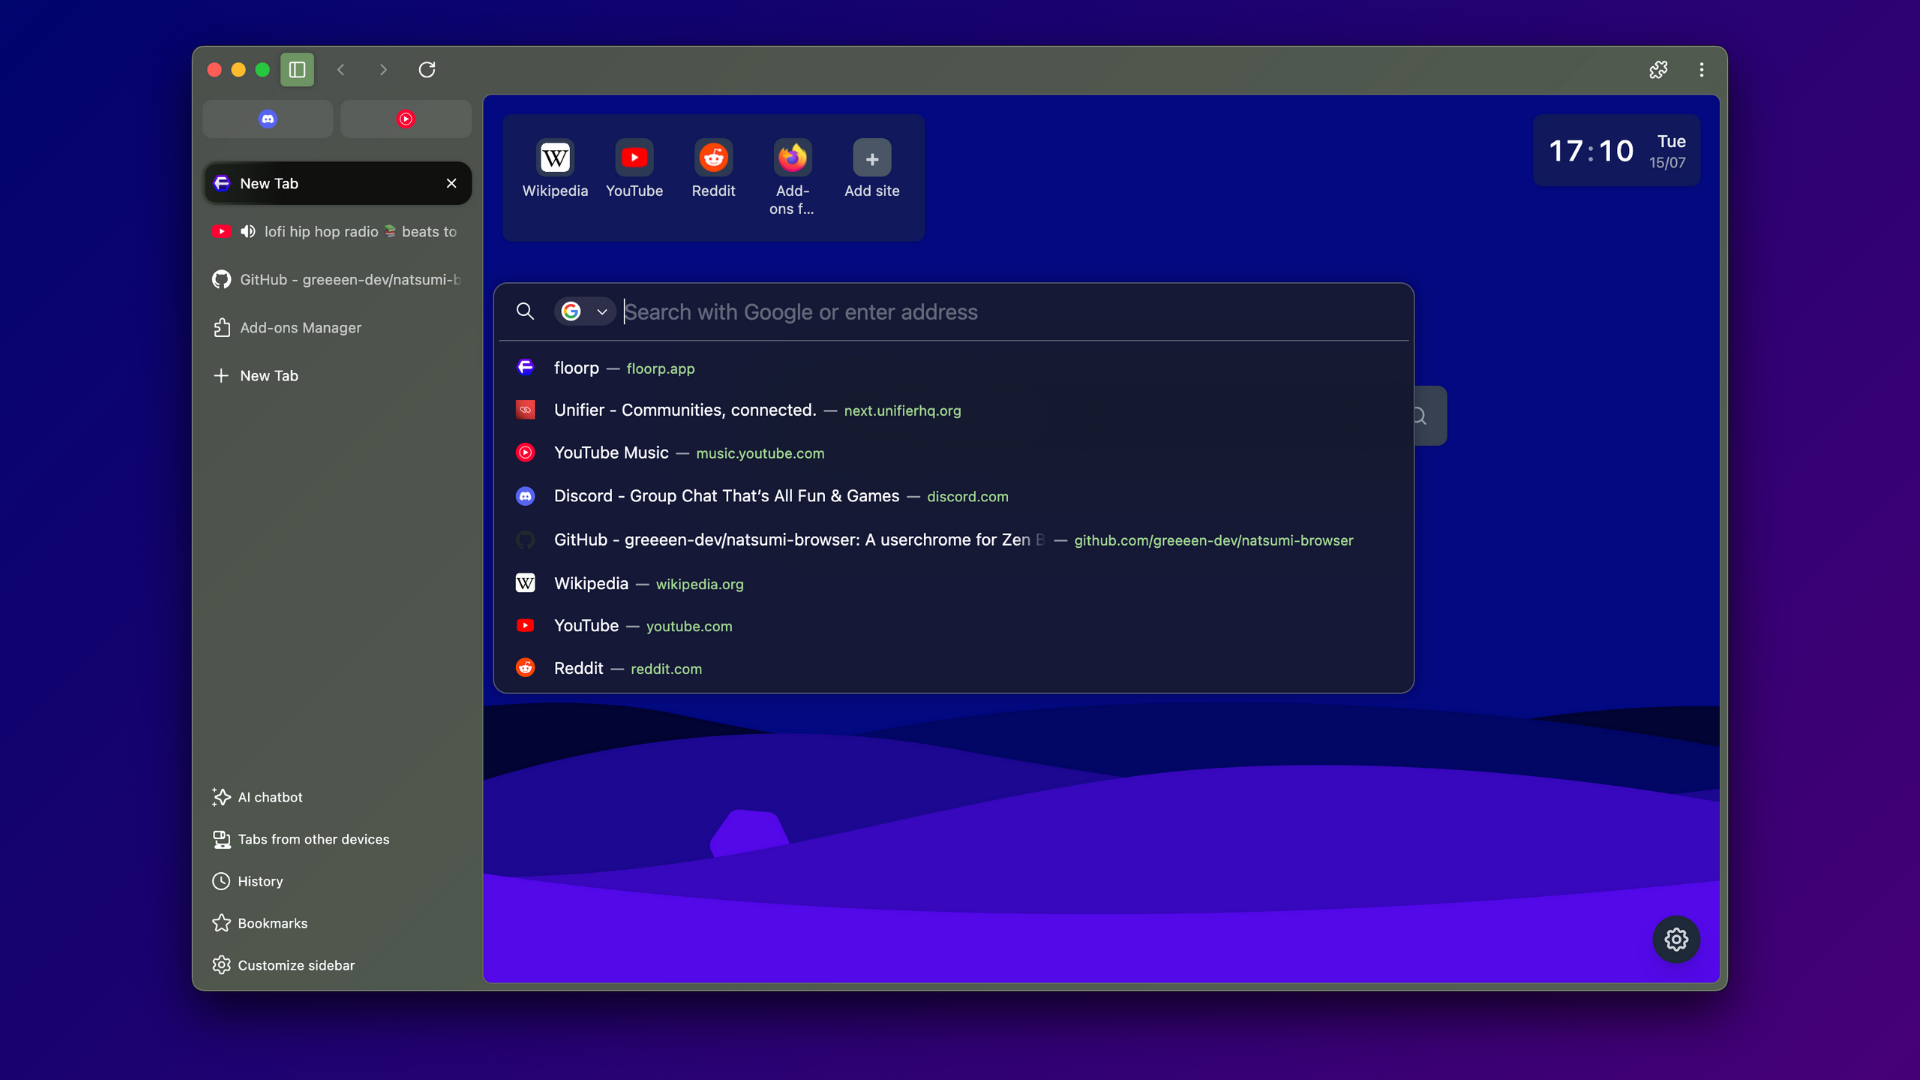 New Tab
lofi hip hop radio 📚 beats to
GitHub - greeeen-dev/natsumi-b
Add-ons Manager
New Tab
AI chatbot
Tabs from other devices
History
Bookmarks
Customize sidebar
Wikipedia
YouTube
Reddit
Add-
ons f...
Add site
17:10
Tue
15/07
Search with Google or enter address
floorp — floorp.app
Unifier - Communities, connected. — next.unifierhq.org
YouTube Music — music.youtube.com
Discord - Group Chat That's All Fun & Games — discord.com
GitHub - greeeen-dev/natsumi-browser: A userchrome for Zen B — github.com/greeeen-dev/natsumi-browser
W Wikipedia — wikipedia.org
YouTube — youtube.com
Reddit — reddit.com